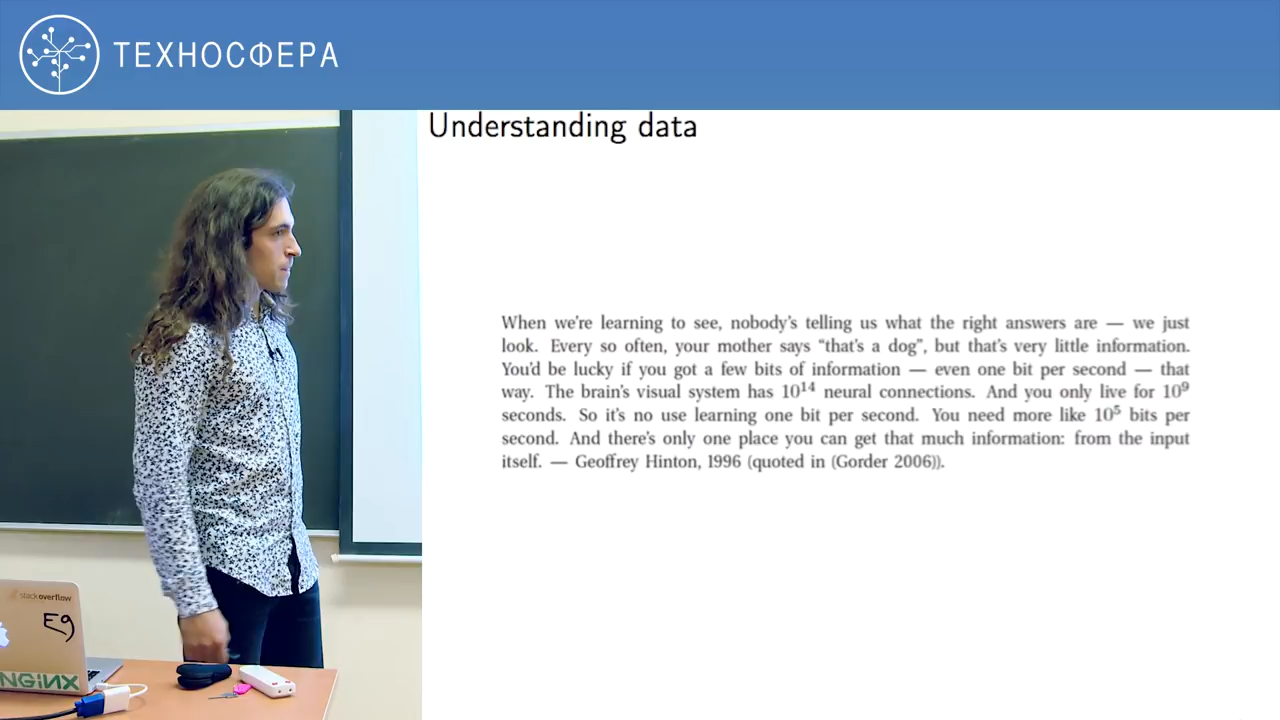 ТЕХНОСФЕРА
Understanding data
When we're learning to see, nobody's telling us what the right answers are — we just
look. Every so often, your mother says “that's a dog”, but that's very little information.
You'd be lucky if you got a few bits of information — even one bit per second — that
way. The brain's visual system has 10¹⁴ neural connections. And you only live for 10⁹
seconds. So it's no use learning one bit per second. You need more like 10⁵ bits per
second. And there's only one place you can get that much information: from the input
itself. — Geoffrey Hinton, 1996 (quoted in (Gorder 2006)).
stackoverflow
Eg
NGiNX